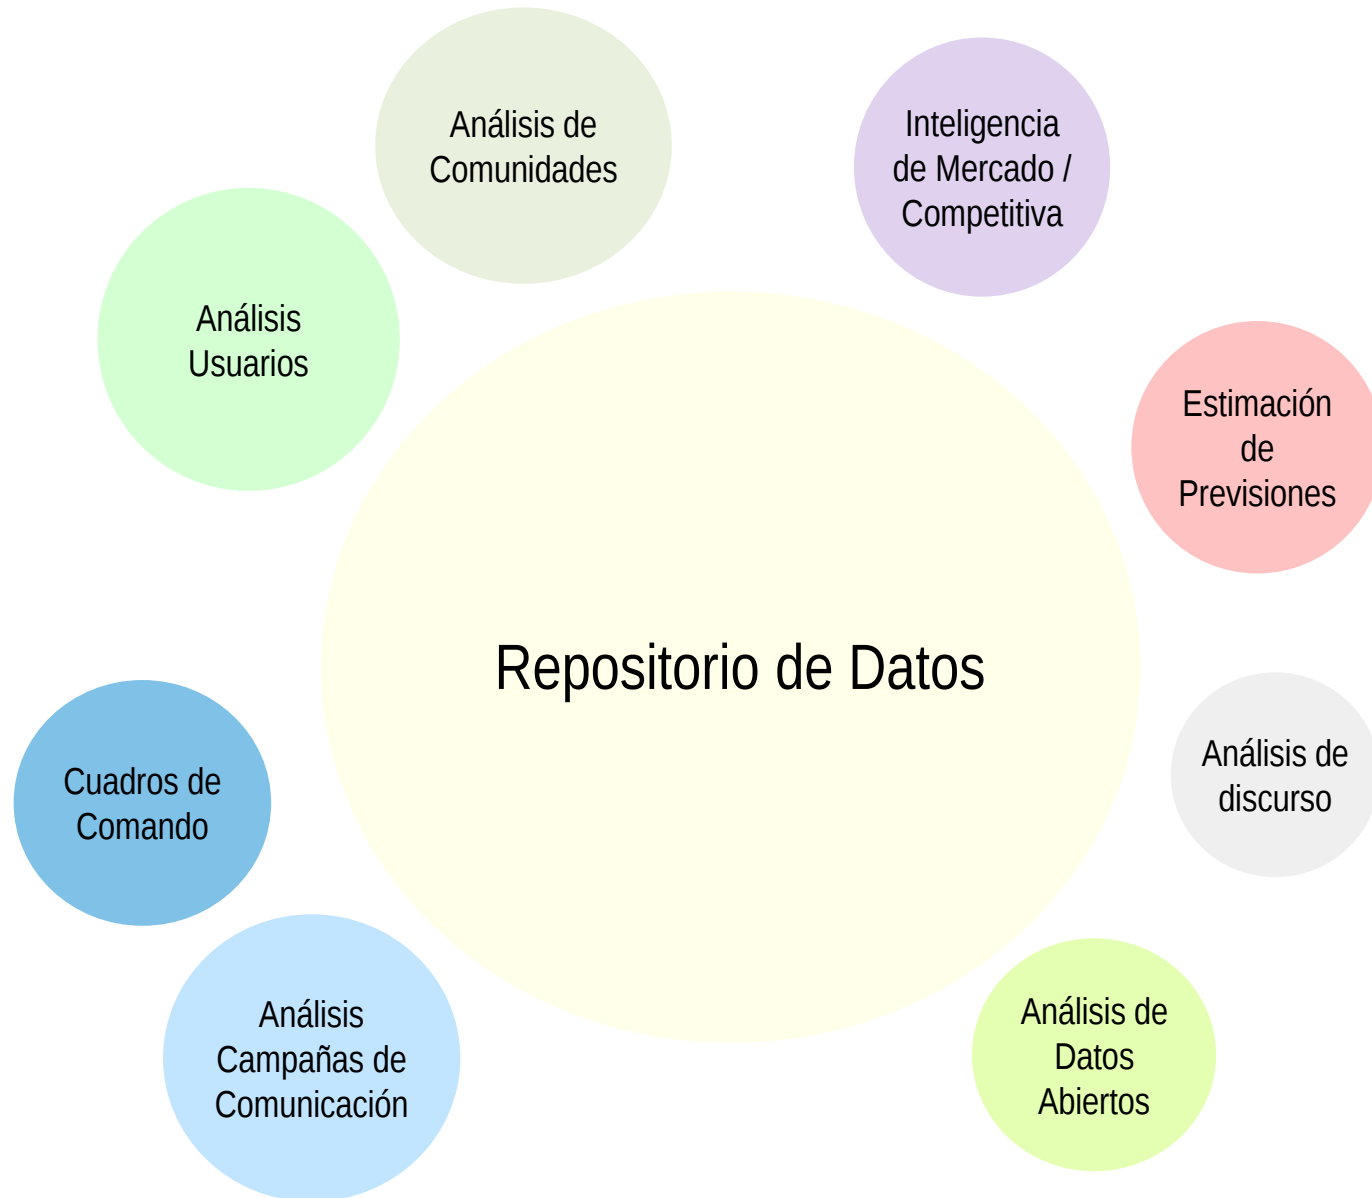 Análisis de
Comunidades
Inteligencia
de Mercado /
Competitiva
Análisis
Usuarios
Estimación
de
Previsiones
Repositorio de Datos
Análisis de
discurso
Cuadros de
Comando
Análisis
Campañas de
Comunicación
Análisis de
Datos
Abiertos